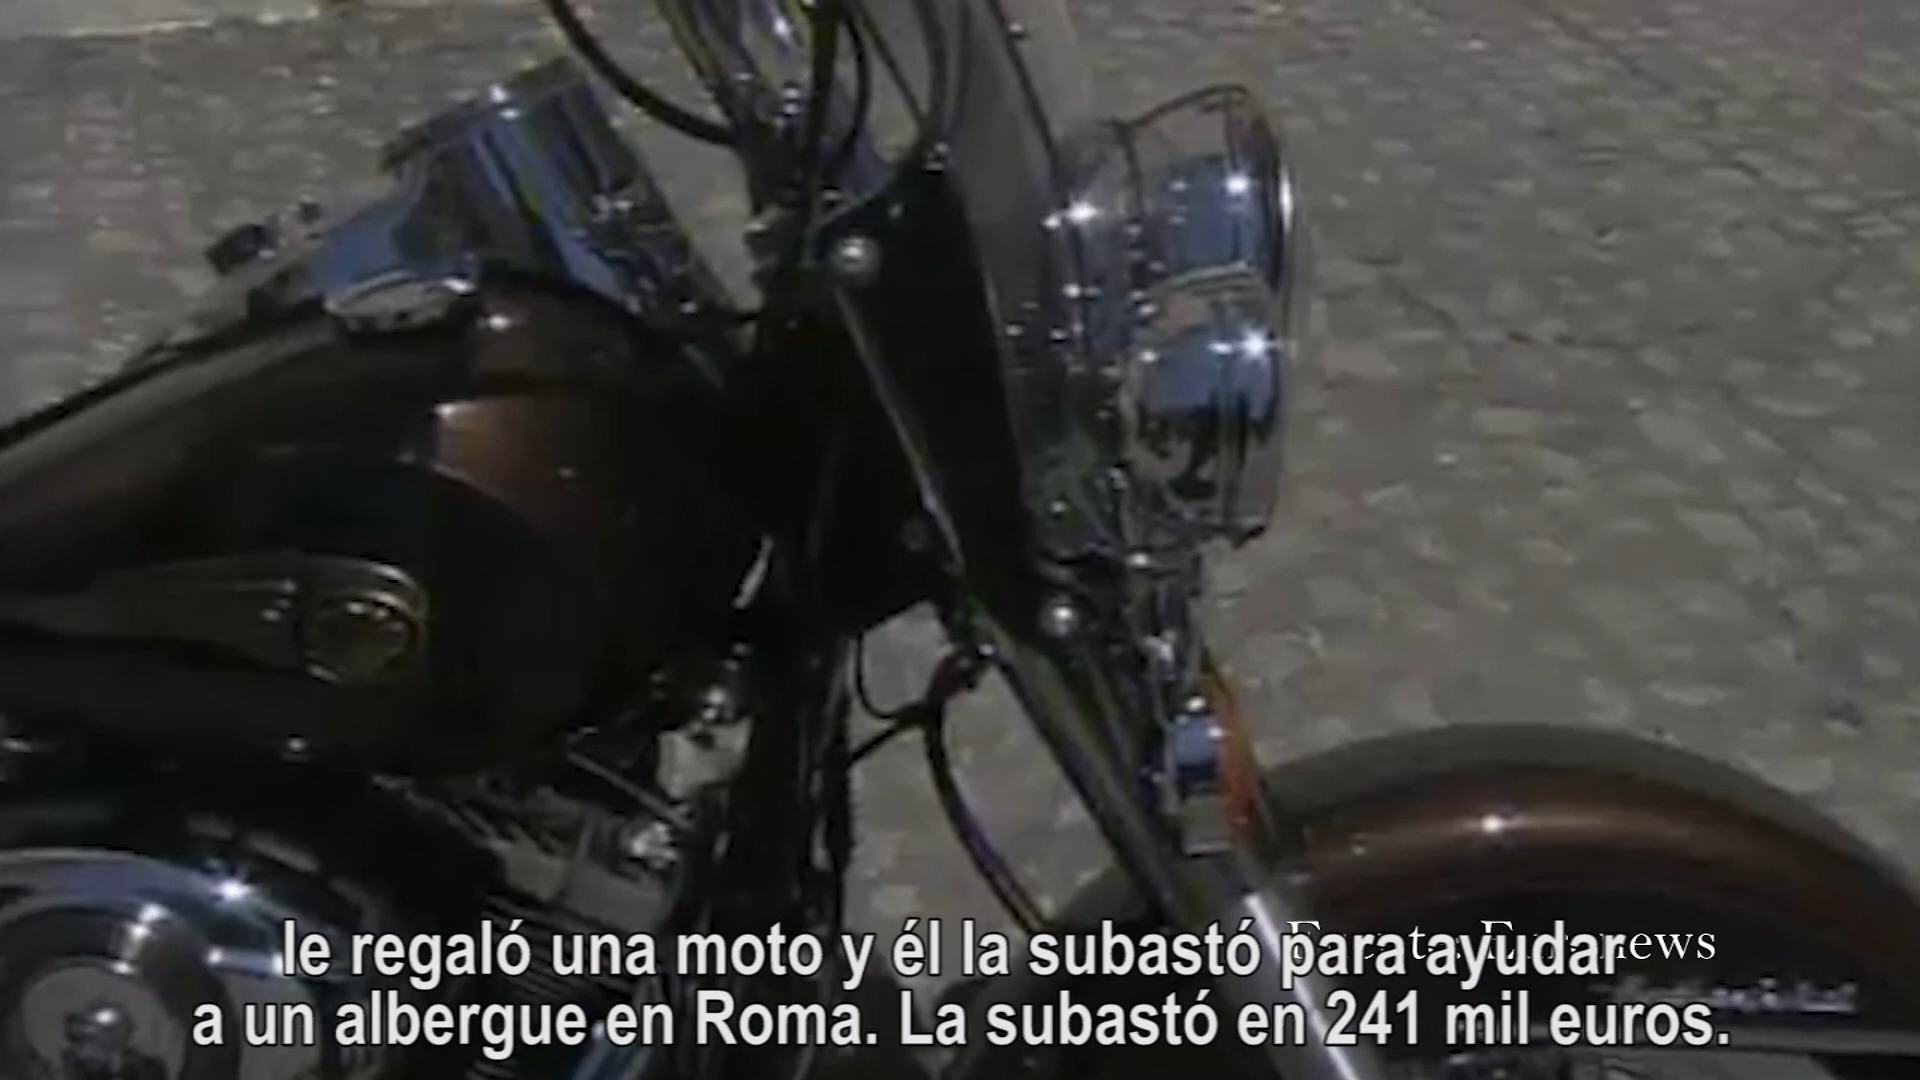 le regaló una moto y él la subastó para ayudar
a un albergue en Roma. La subastó en 241 mil euros.